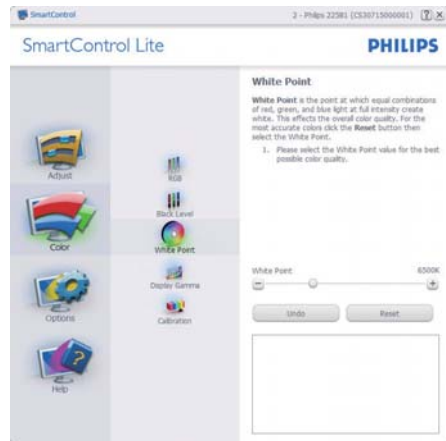 SmartControl
2 - Philips 225B1 (CS30715000001)
SmartControl Lite
PHILIPS
Adjust
Color
Options
Help
RGB
Black Level
White Point
Display Gamma
Calibration
White Point
White Point is the point at which equal combinations
of red, green, and blue light at full intensity create
white. This effects the overall color quality. For the
most accurate colors click the Reset button then
select the White Point.
1. Please select the White Point value for the best
possible color quality.
White Point 6500K
Undo
Reset